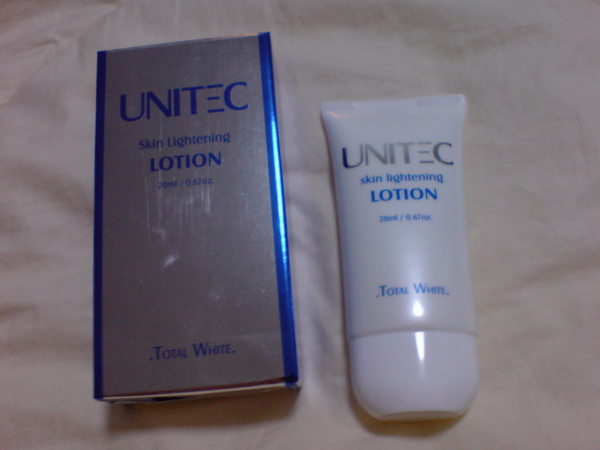 UNITEC
Skin Lightening
LOTION
20ml / 0.67oz.
.TOTAL WHITE.
UNITEC
skin lightening
LOTION
20ml / 0.67oz.
.TOTAL WHITE.